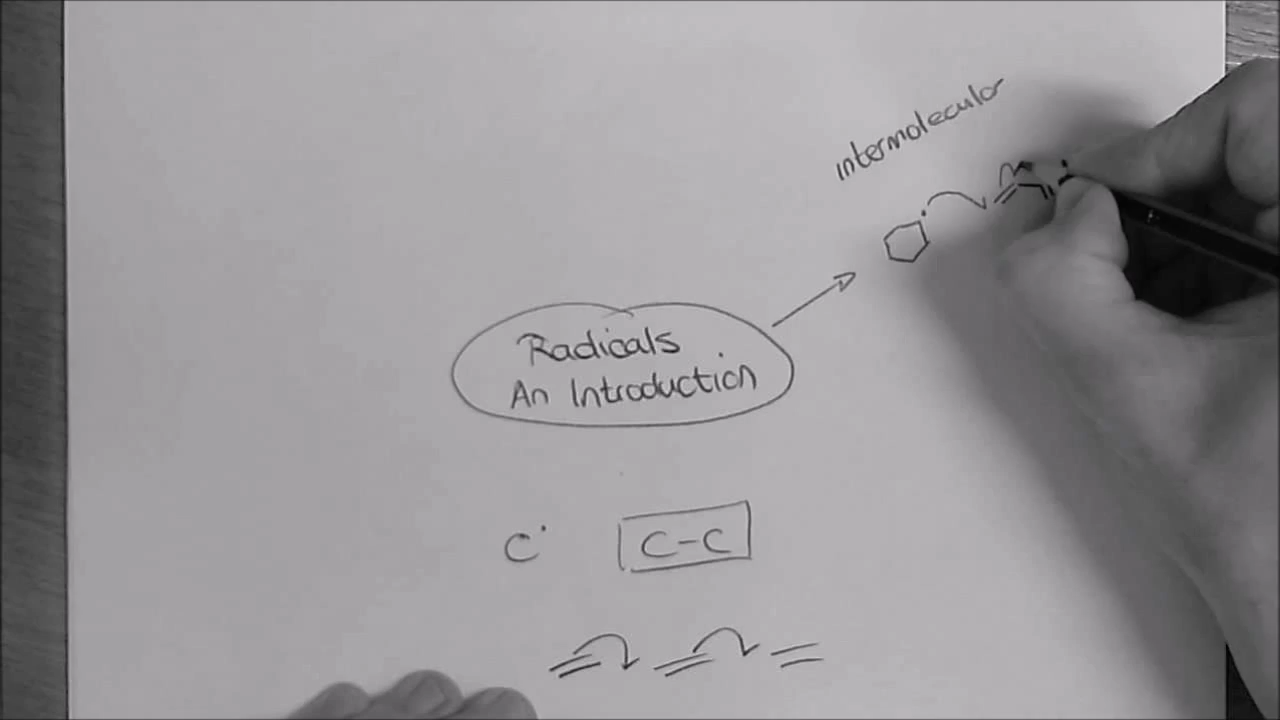 intermolecular
Radicals
An Introduction
C·
C-C